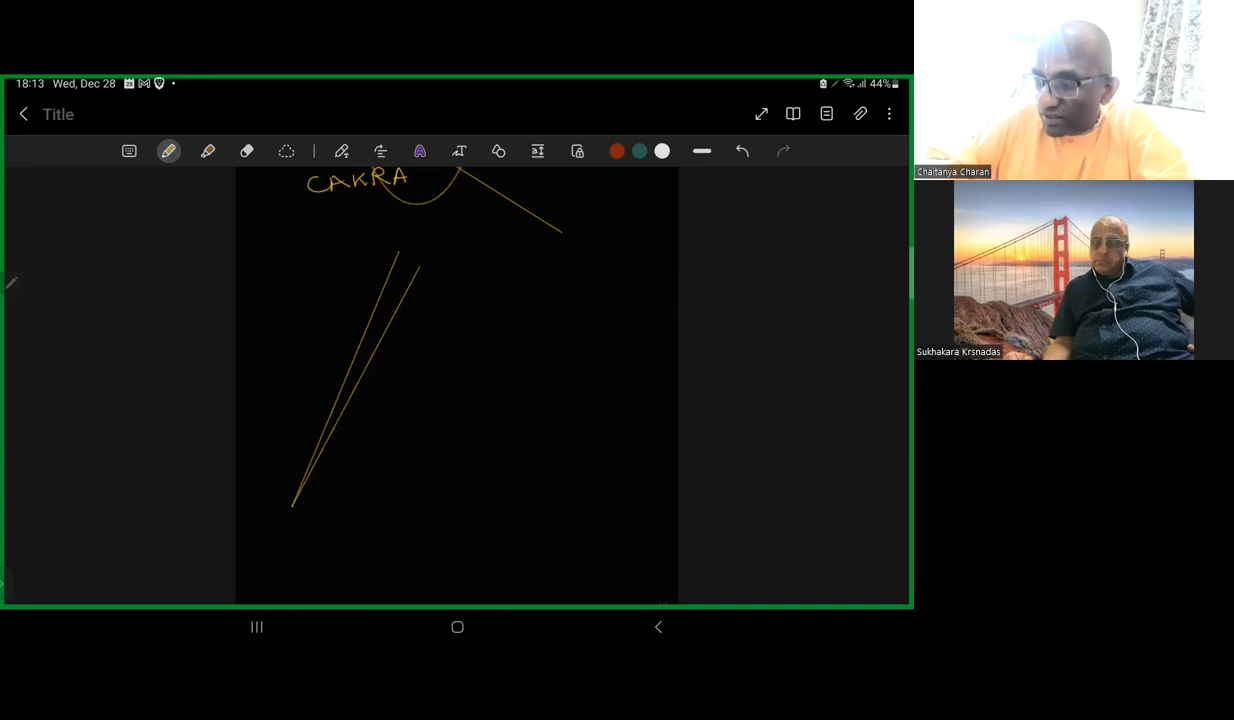 18:13 Wed, Dec 28 44%
Title
CAKRA
Chaitanya Charan
Sukhakara Krsnadas